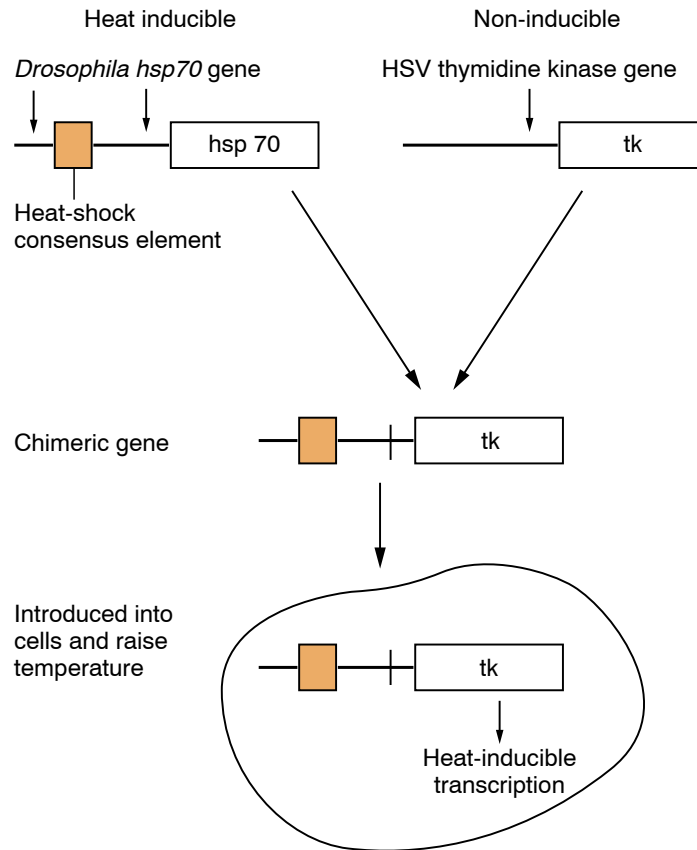 Heat inducible
Non-inducible
Drosophila hsp70 gene
HSV thymidine kinase gene
hsp 70
tk
Heat-shock
consensus element
Chimeric gene
tk
Introduced into
cells and raise
temperature
tk
Heat-inducible
transcription